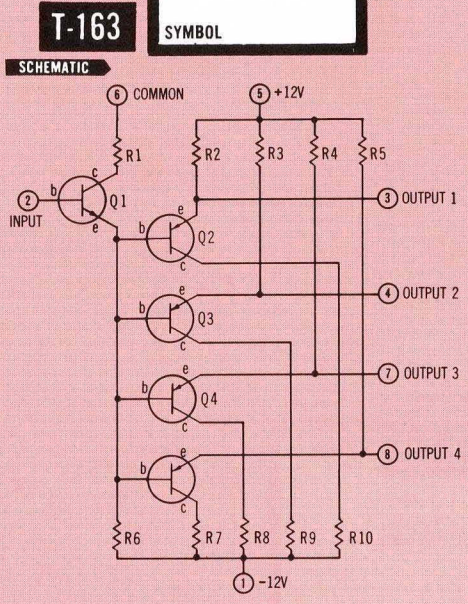 T-163
SYMBOL
SCHEMATIC
6 COMMON
5 +12V
R1 R2 R3 R4 R5
c
b Q1
2
INPUT
e
3 OUTPUT 1
e
b Q2
c
4 OUTPUT 2
e
b Q3
c
7 OUTPUT 3
e
b Q4
c
8 OUTPUT 4
e
b
c
R6 R7 R8 R9 R10
1 -12V